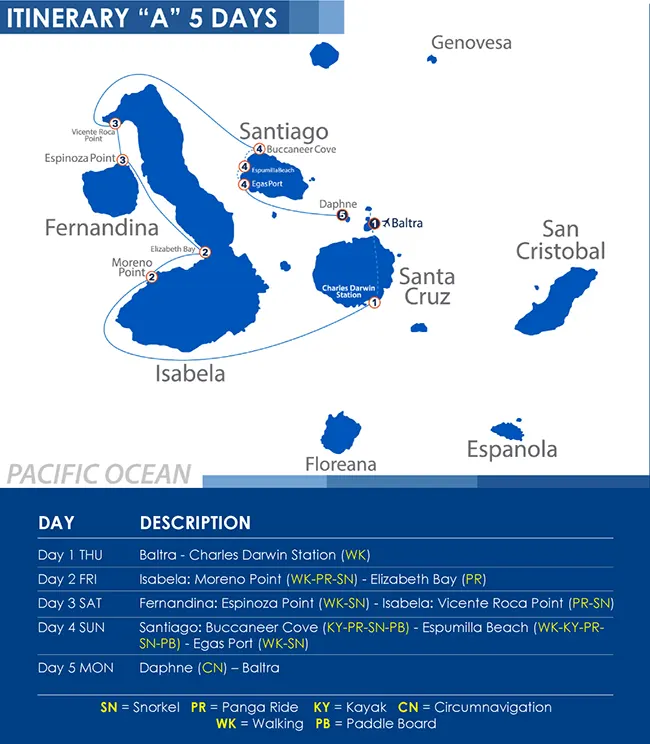 ITINERARY “A” 5 DAYS
Genovesa
Vicente Roca
Point
3
Santiago
4
Buccaneer Cove
Espinoza Point
3
4
Espumilla Beach
4
Egas Port
Daphne
5
1
Baltra
Fernandina
San
Cristobal
Elizabeth Bay
2
Moreno
Point
2
Charles Darwin
Station
1
Santa
Cruz
Isabela
Floreana
Espanola
PACIFIC OCEAN
DAY DESCRIPTION
Day 1 THU Baltra - Charles Darwin Station (WK)
Day 2 FRI Isabela: Moreno Point (WK-PR-SN) - Elizabeth Bay (PR)
Day 3 SAT Fernandina: Espinoza Point (WK-SN) - Isabela: Vicente Roca Point (PR-SN)
Day 4 SUN Santiago: Buccaneer Cove (KY-PR-SN-PB) - Espumilla Beach (WK-KY-PR-
SN-PB) - Egas Port (WK-SN)
Day 5 MON Daphne (CN) – Baltra
SN = Snorkel PR = Panga Ride KY = Kayak CN = Circumnavigation
WK = Walking PB = Paddle Board